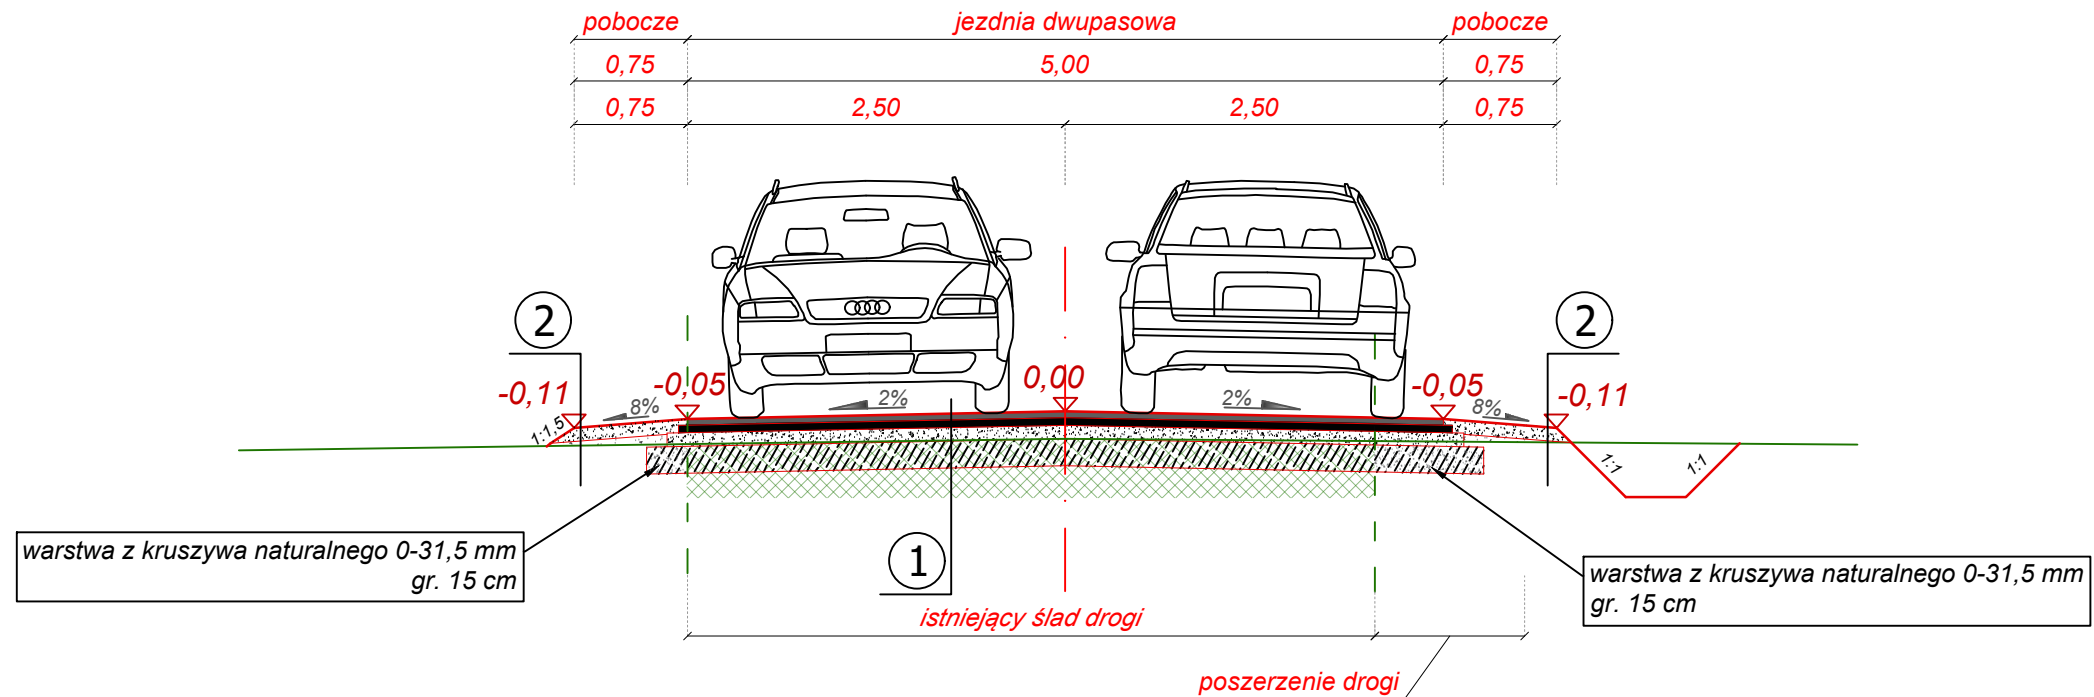 pobocze jezdnia dwupasowa pobocze
0,75 5,00 0,75
0,75 2,50 2,50 0,75
2 2
-0,11 -0,05 0,00 -0,05 -0,11
8% 2% 2% 8%
1:1,5 1:1 1:1
warstwa z kruszywa naturalnego 0-31,5 mm
gr. 15 cm
1
warstwa z kruszywa naturalnego 0-31,5 mm
gr. 15 cm
istniejący ślad drogi
poszerzenie drogi